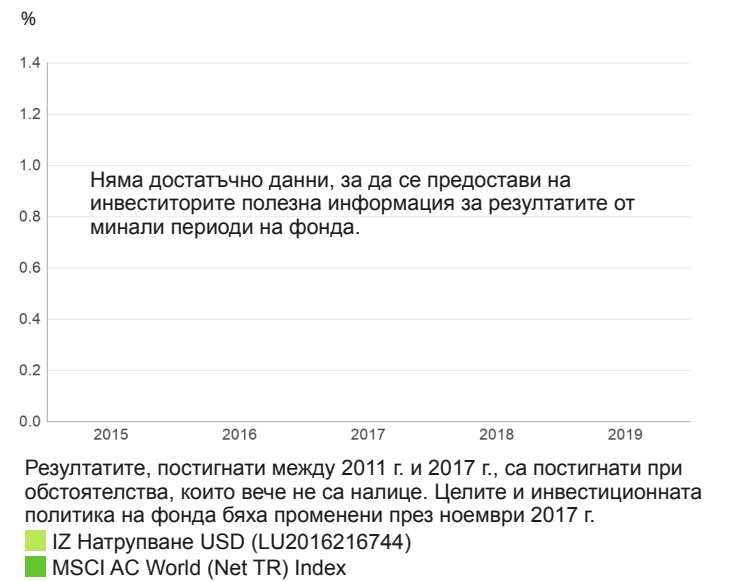 %
1.4
1.2
1.0
Няма достатъчно данни, за да се предостави на
инвеститорите полезна информация за резултатите от
минали периоди на фонда.
0.8
0.6
0.4
0.2
0.0
2015 2016 2017 2018 2019
Резултатите, постигнати между 2011 г. и 2017 г., са постигнати при
обстоятелства, които вече не са налице. Целите и инвестиционната
политика на фонда бяха променени през ноември 2017 г.
IZ Натрупване USD (LU2016216744)
MSCI AC World (Net TR) Index